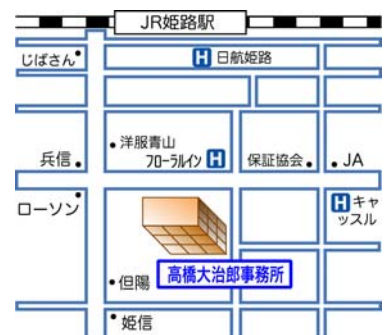 JR姫路駅
じばさん
H 日航姫路
洋服青山
フローラルイン H
兵信
保証協会
JA
ローソン
H キャ
ッスル
高橋大治郎事務所
但陽
姫信